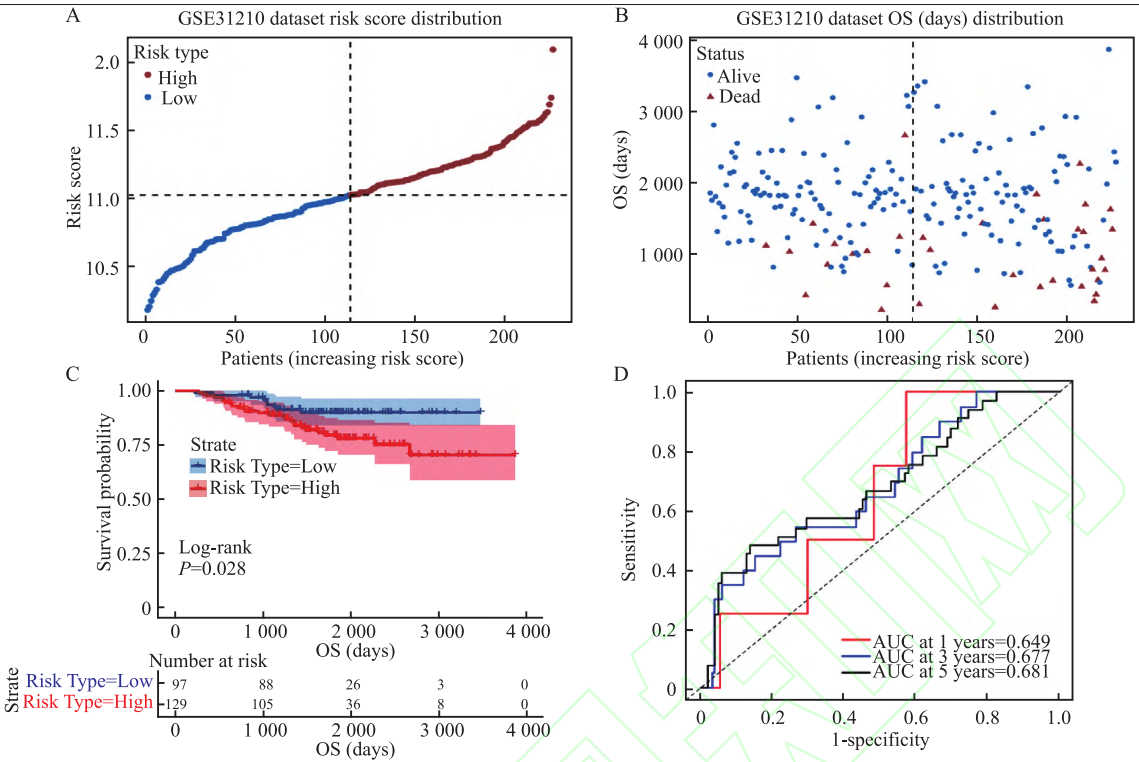 A
GSE31210 dataset risk score distribution
Risk type
High
Low
2.0
11.5
11.0
10.5
Risk score
0 50 100 150 200
Patients (increasing risk score)
B
GSE31210 dataset OS (days) distribution
Status
Alive
Dead
4 000
3 000
2 000
1 000
OS (days)
0 50 100 150 200
Patients (increasing risk score)
C
1.00
0.75
0.50
0.25
0
Survival probability
Strate
Risk Type=Low
Risk Type=High
Log-rank
P=0.028
0 1 000 2 000 3 000 4 000
OS (days)
Number at risk
Strate
Risk Type=Low 97 88 26 3 0
Risk Type=High 129 105 36 8 0
0 1 000 2 000 3 000 4 000
OS (days)
D
1.0
0.8
0.6
0.4
0.2
0
Sensitivity
AUC at 1 years=0.649
AUC at 3 years=0.677
AUC at 5 years=0.681
0 0.2 0.4 0.6 0.8 1.0
1-specificity